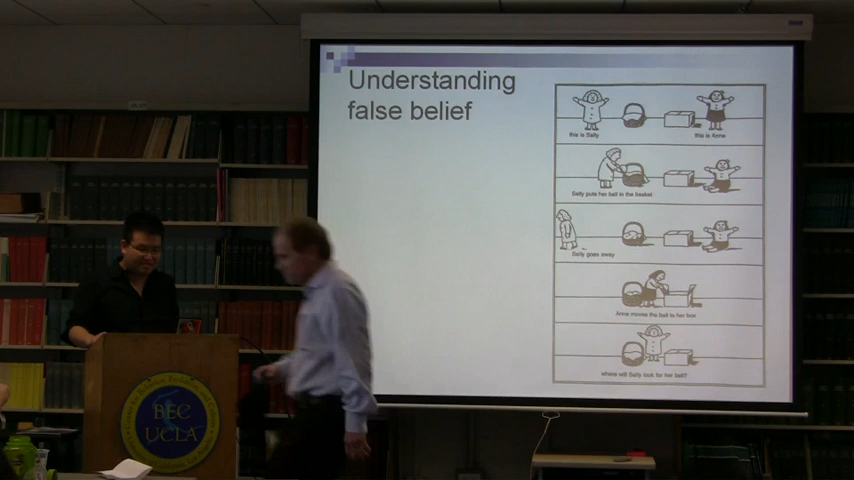 Understanding
false belief
this is Sally
this is Anne
Sally puts her ball in the basket
Sally goes away
Anne moves the ball to her box
where will Sally look for her ball?
BEC
UCLA